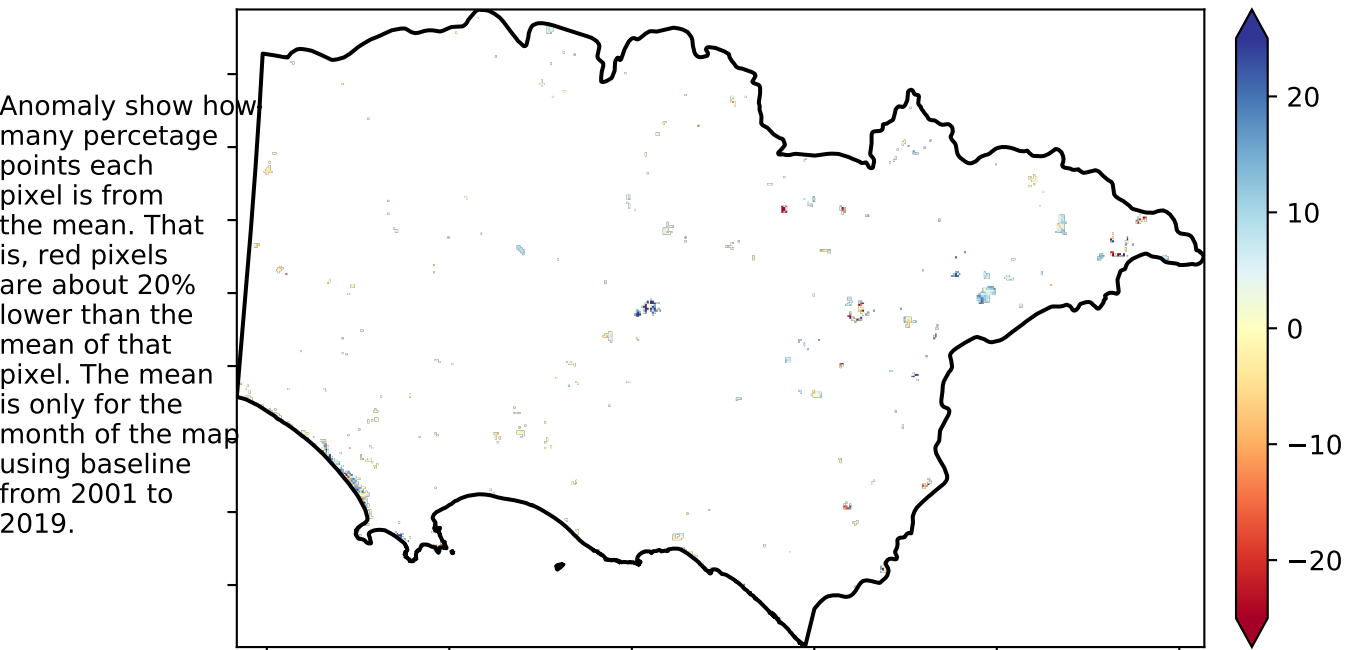 Anomaly show how
many percetage
points each
pixel is from
the mean. That
is, red pixels
are about 20%
lower than the
mean of that
pixel. The mean
is only for the
month of the map
using baseline
from 2001 to
2019.
20
10
0
−10
−20